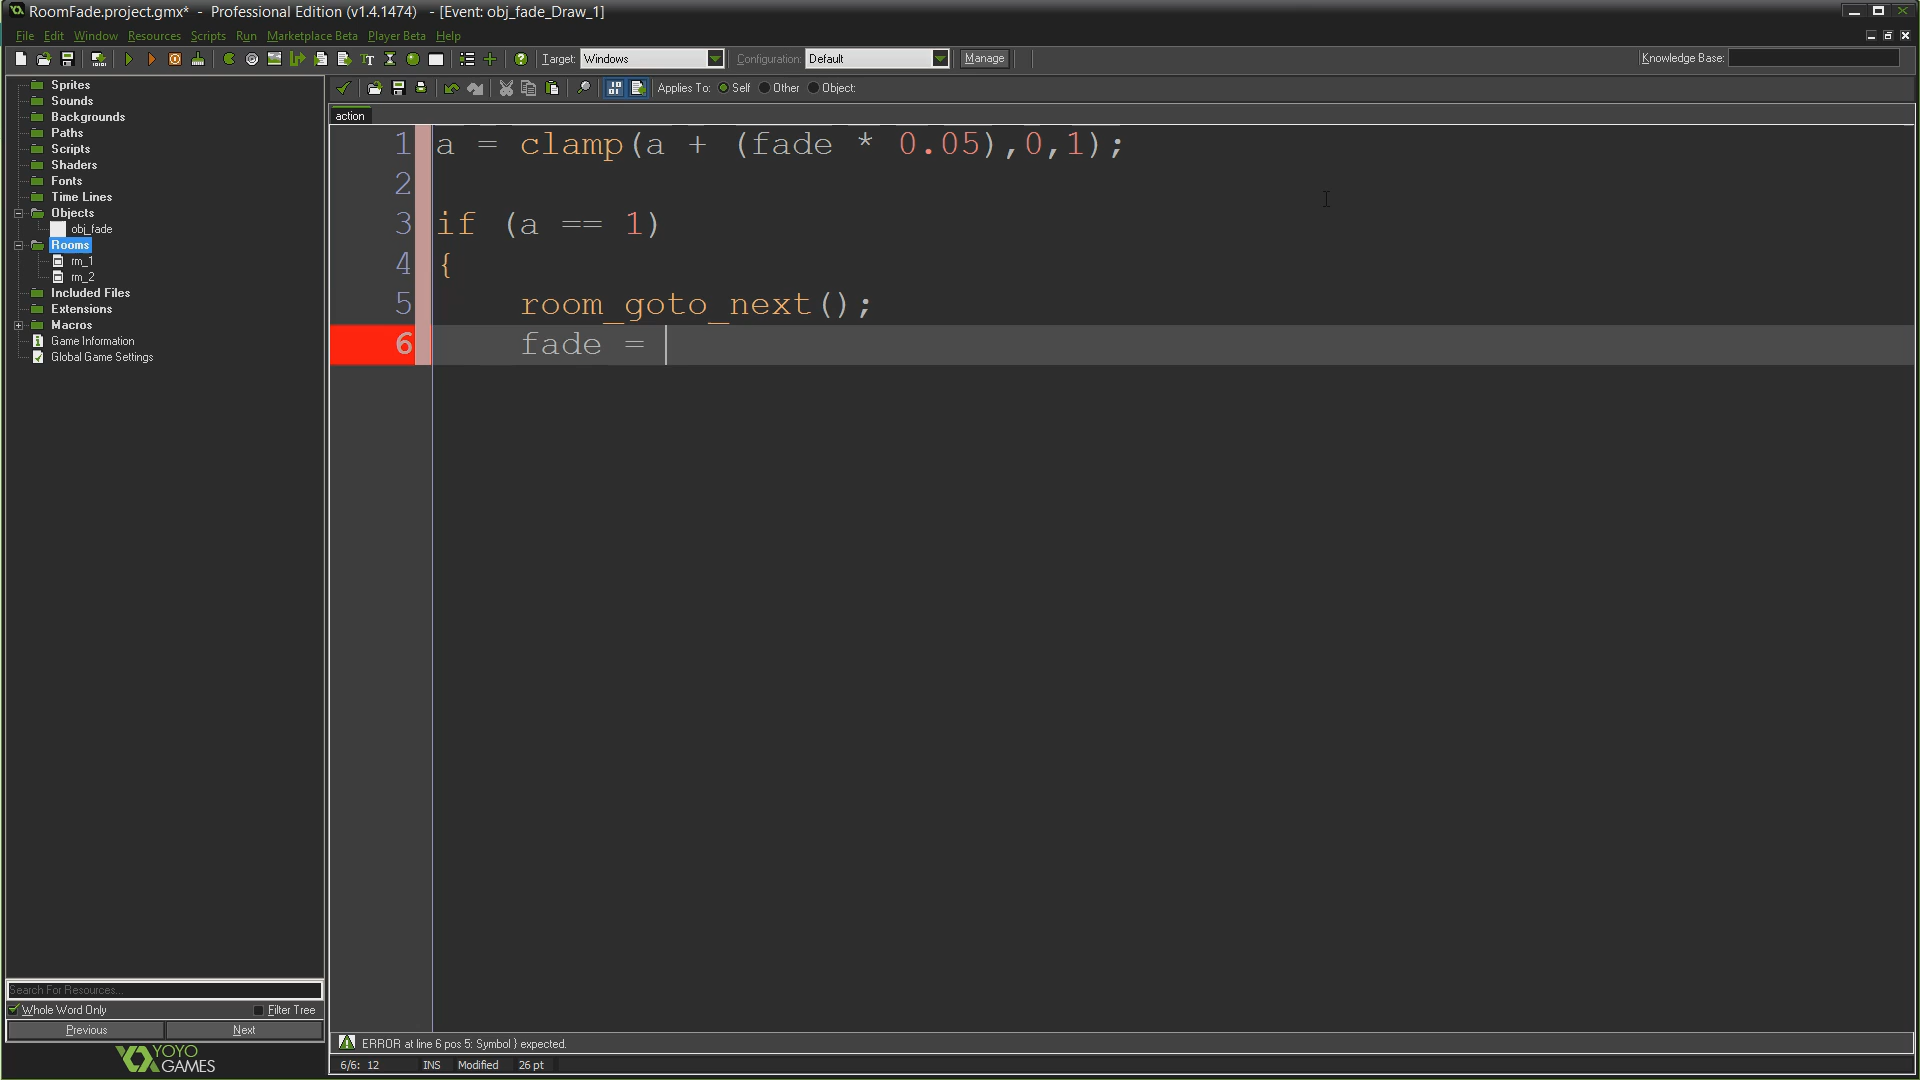 RoomFade.project.gmx* - Professional Edition (v1.4.1474) - [Event: obj_fade_Draw_1]
File Edit Window Resources Scripts Run Marketplace Beta Player Beta Help
Target: Windows Configuration: Default Manage Knowledge Base:
Applies To: Self Other Object:
action
Sprites
Sounds
Backgrounds
Paths
Scripts
Shaders
Fonts
Time Lines
Objects
obj_fade
Rooms
rm_1
rm_2
Included Files
Extensions
Macros
Game Information
Global Game Settings
1 a = clamp(a + (fade * 0.05),0,1);
2
3 if (a == 1)
4 {
5 room_goto_next();
6 fade =
Search For Resources...
Whole Word Only Filter Tree
Previous Next
YOYO
GAMES
ERROR at line 6 pos 5: Symbol } expected.
6/6: 12 INS Modified 26 pt